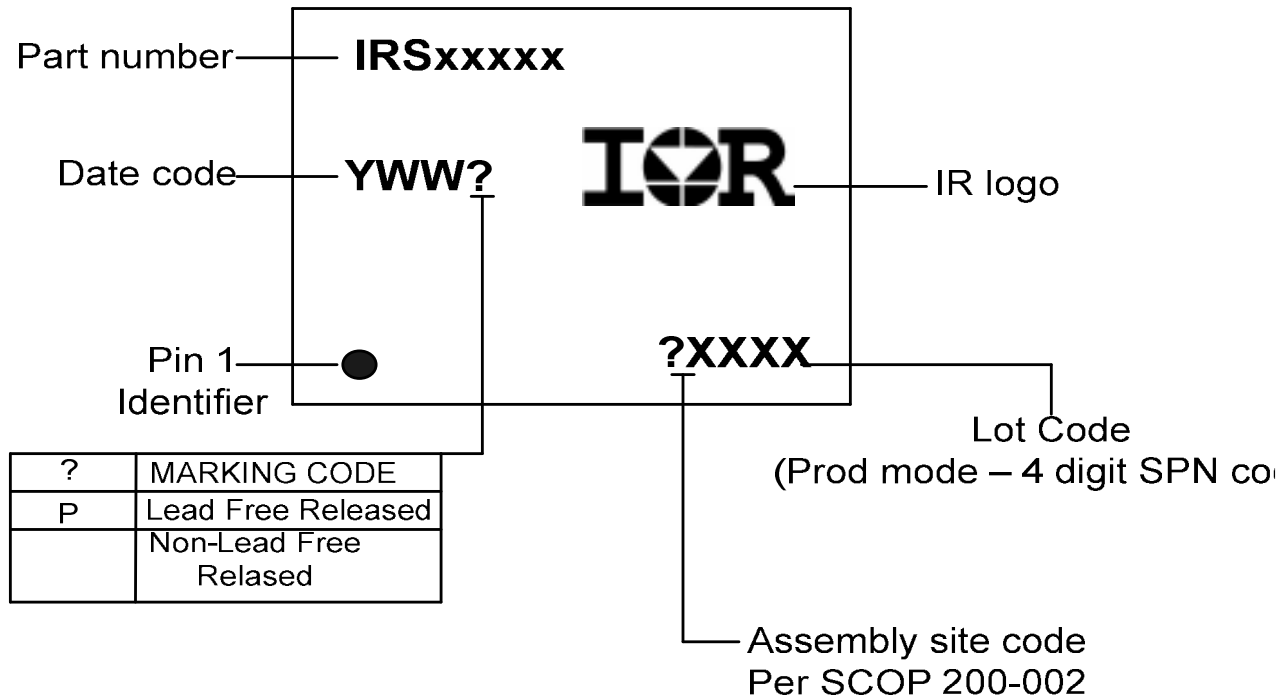 Part number
IRSxxxxx
Date code
YWW?
IOR
IR logo
Pin 1
Identifier
?XXXX
Lot Code
(Prod mode – 4 digit SPN co
? MARKING CODE
P Lead Free Released
Non-Lead Free
Relased
Assembly site code
Per SCOP 200-002